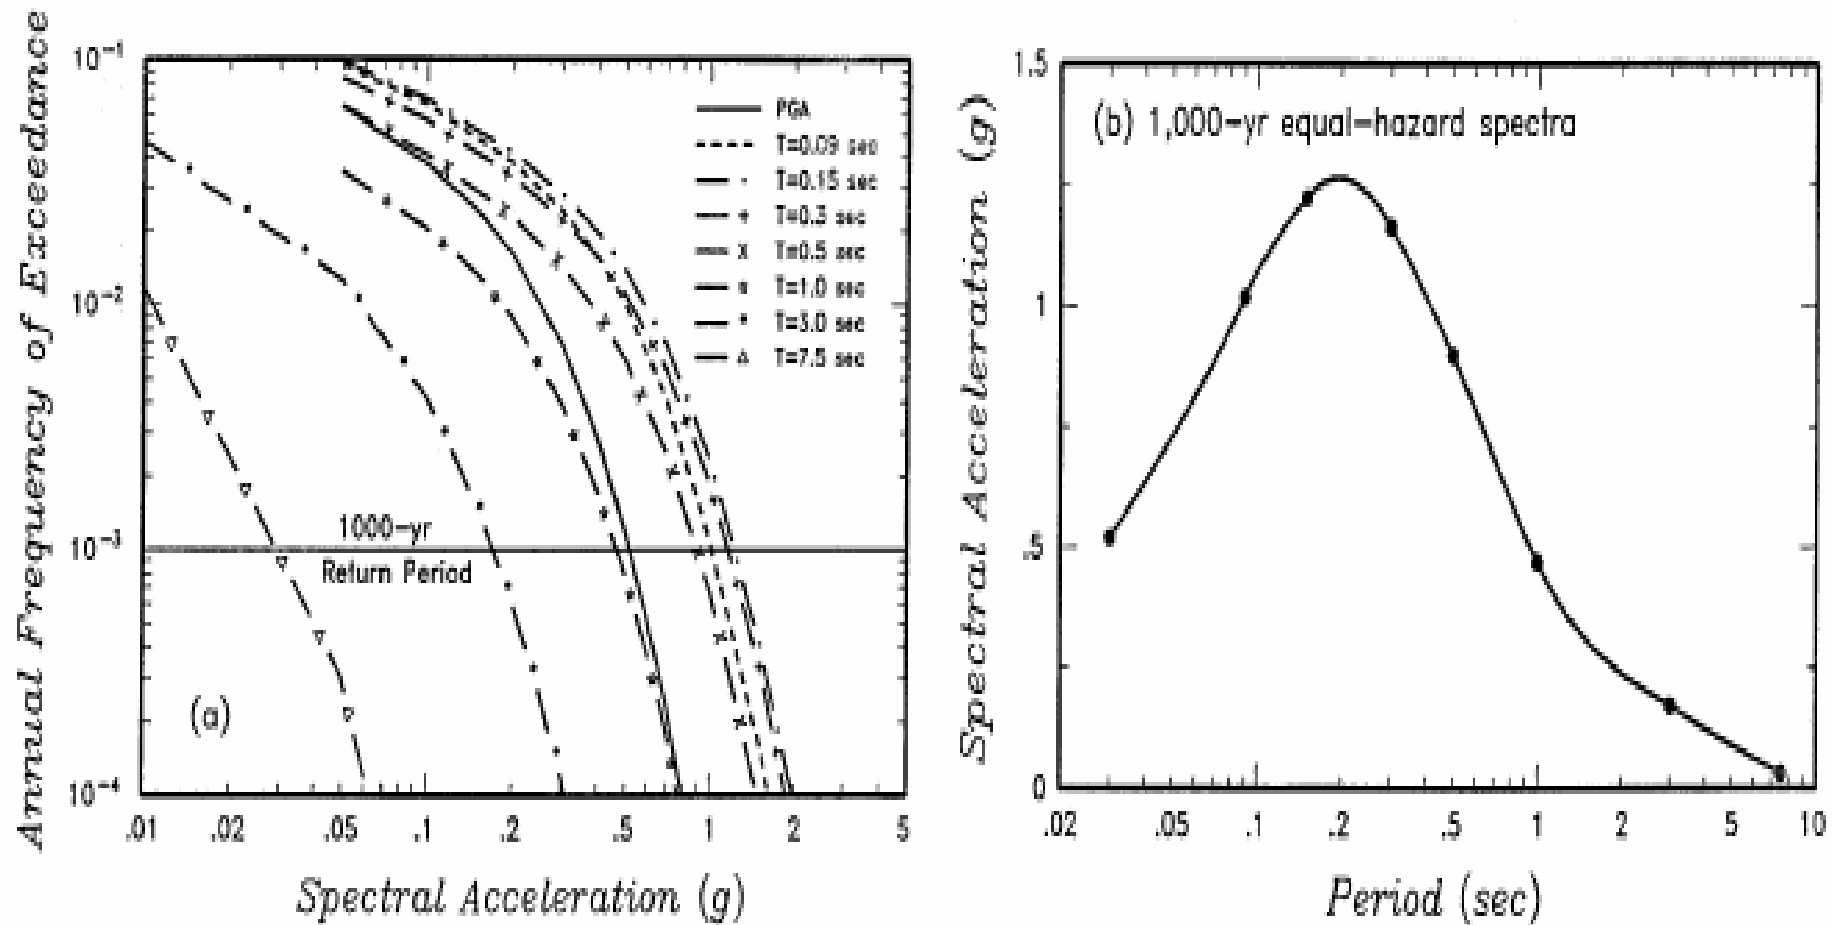 Annual Frequency of Exceedance
10⁻¹
10⁻²
10⁻³
10⁻⁴
PGA
T=0.09 sec
T=0.15 sec
T=0.3 sec
T=0.5 sec
T=1.0 sec
T=3.0 sec
T=7.5 sec
1000-yr
Return Period
(a)
.01 .02 .05 .1 .2 .5 1 2 5
Spectral Acceleration (g)
Spectral Acceleration (g)
1.5
1
.5
0
(b) 1,000-yr equal-hazard spectra
.02 .05 .1 .2 .5 1 2 5 10
Period (sec)